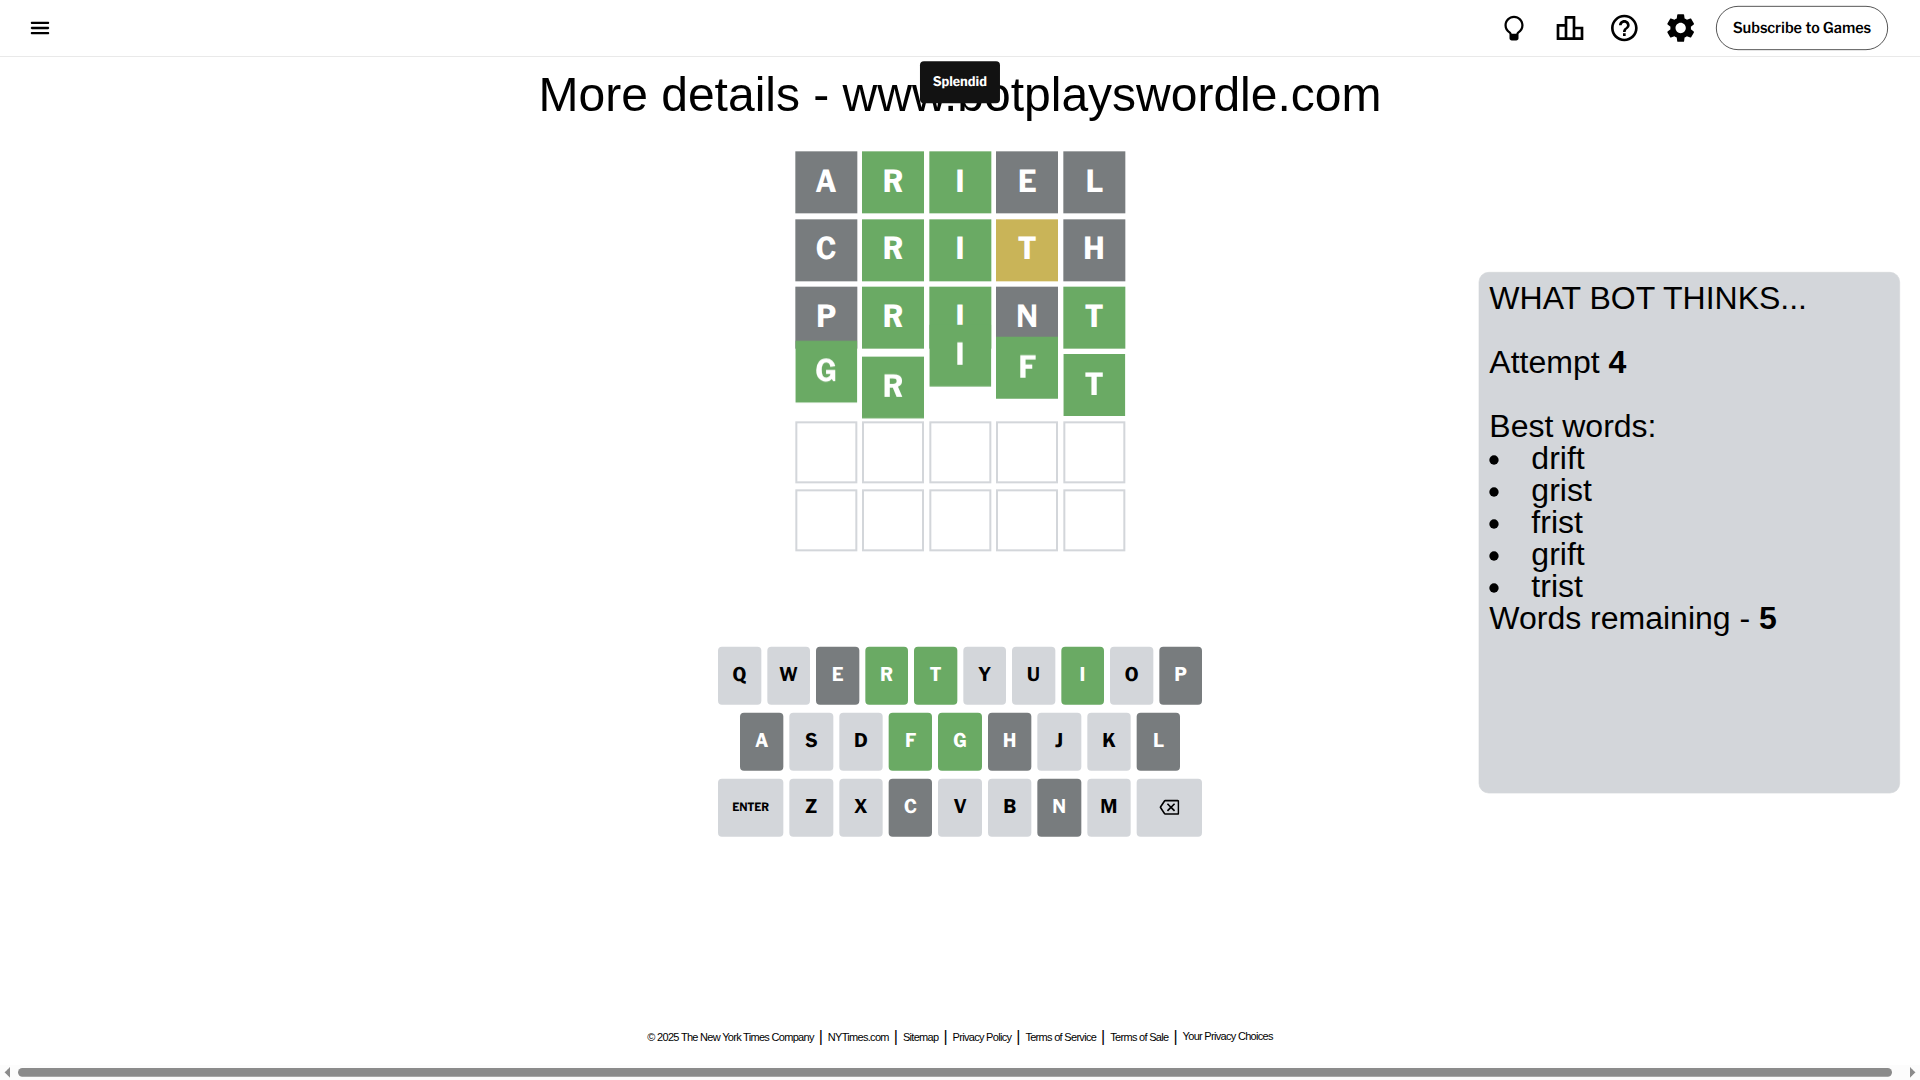 Subscribe to Games
Splendid
More details - www.botplayswordle.com
A R I E L
C R I T H
P R I N T
G R I F T
WHAT BOT THINKS...
Attempt 4
Best words:
• drift
• grist
• frist
• grift
• trist
Words remaining - 5
Q W E R T Y U I O P
A S D F G H J K L
ENTER Z X C V B N M
© 2025 The New York Times Company | NYTimes.com | Sitemap | Privacy Policy | Terms of Service | Terms of Sale | Your Privacy Choices